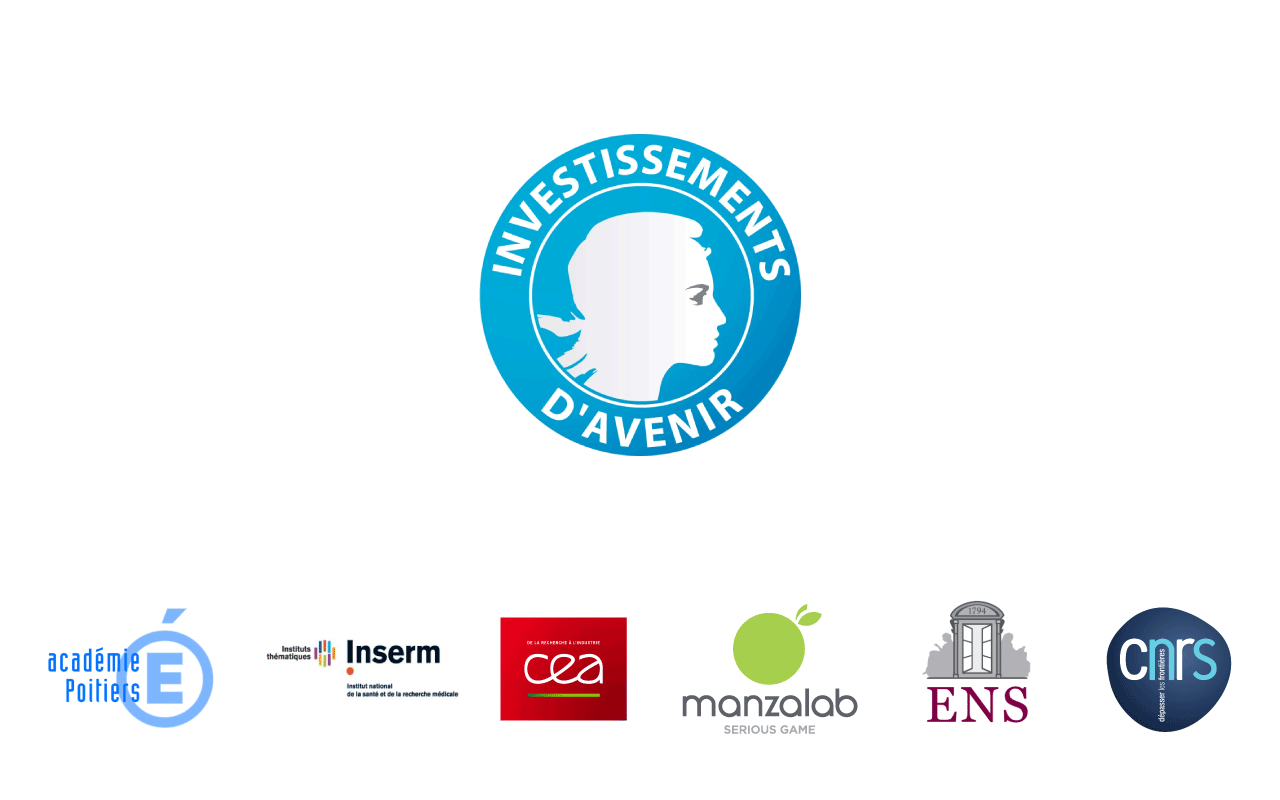 INVESTISSEMENTS
D'AVENIR
académie
Poitiers
É
Instituts
thématiques
Inserm
Institut national
de la santé et de la recherche médicale
DE LA RECHERCHE À L'INDUSTRIE
cea
manzalab
SERIOUS GAME
1794
ENS
cnrs
dépasser les frontières